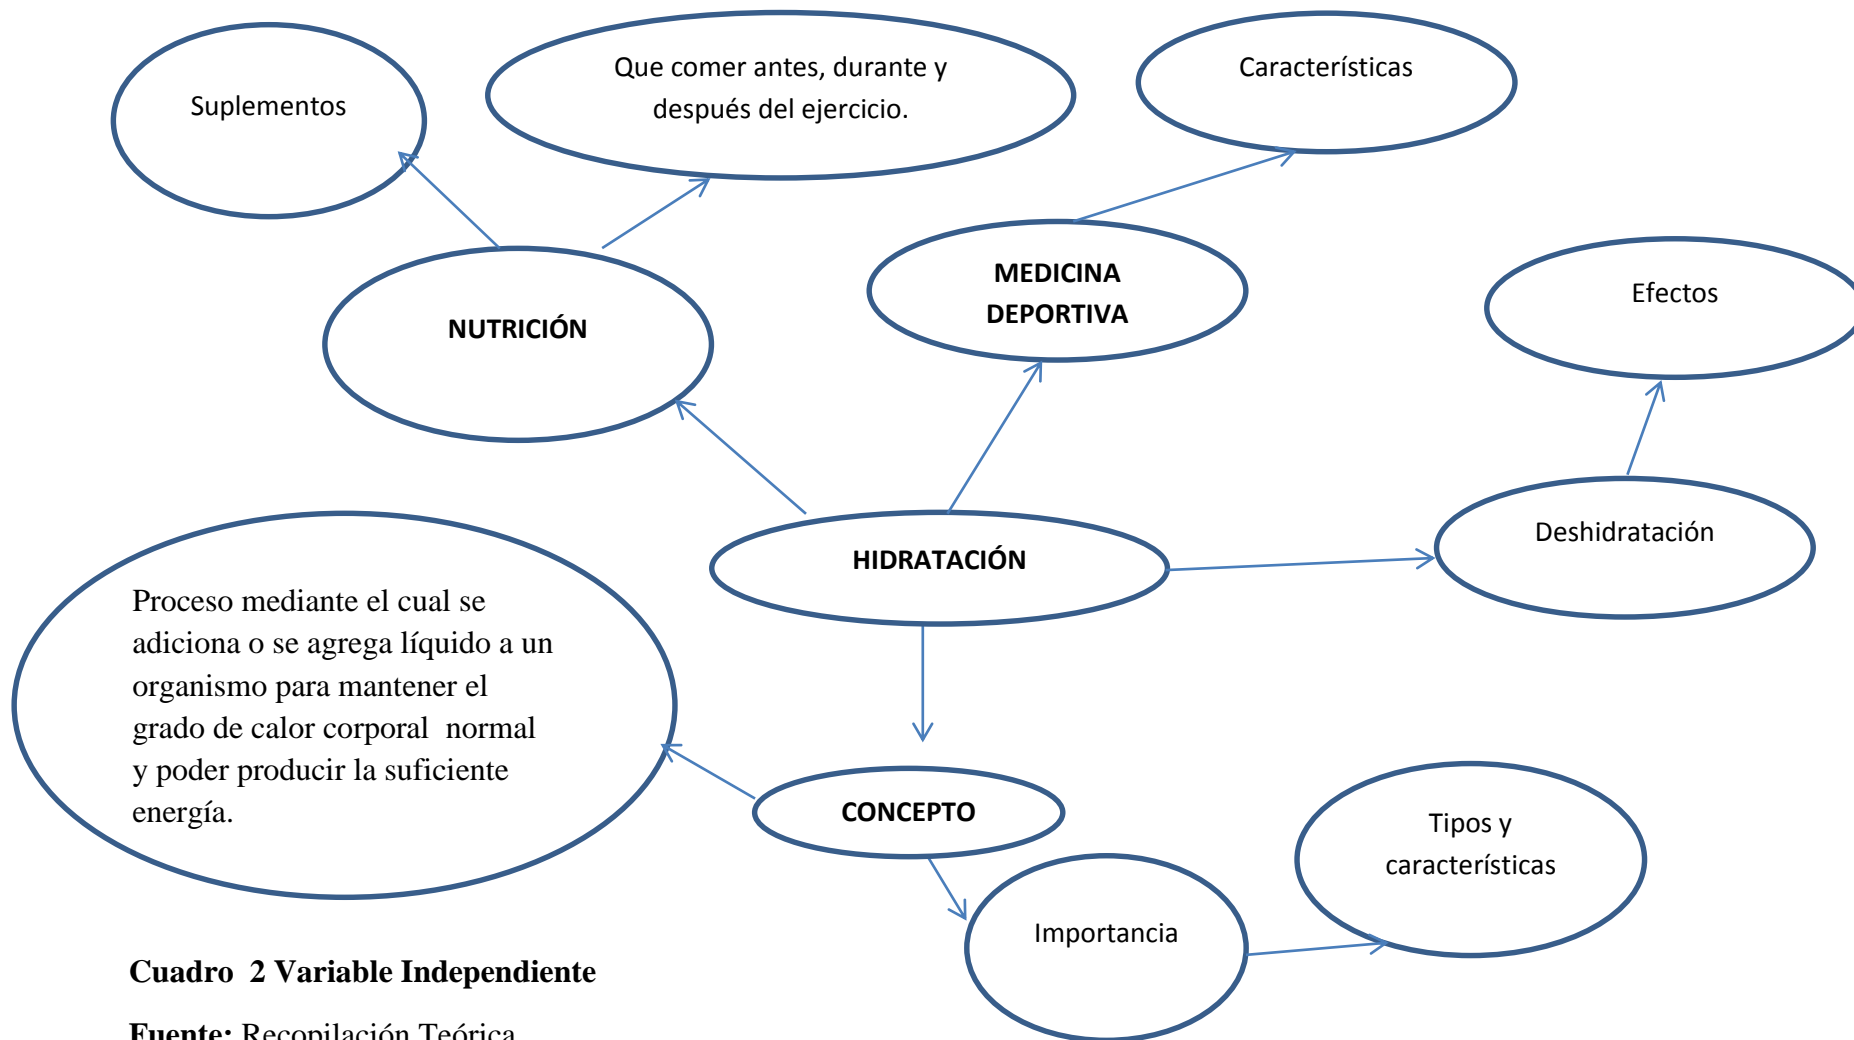 Suplementos
Que comer antes, durante y
después del ejercicio.
Características
MEDICINA
DEPORTIVA
Efectos
NUTRICIÓN
Deshidratación
HIDRATACIÓN
Proceso mediante el cual se
adiciona o se agrega líquido a un
organismo para mantener el
grado de calor corporal  normal
y poder producir la suficiente
energía.
CONCEPTO
Tipos y
características
Importancia
Cuadro  2 Variable Independiente
Fuente: Recopilación Teórica